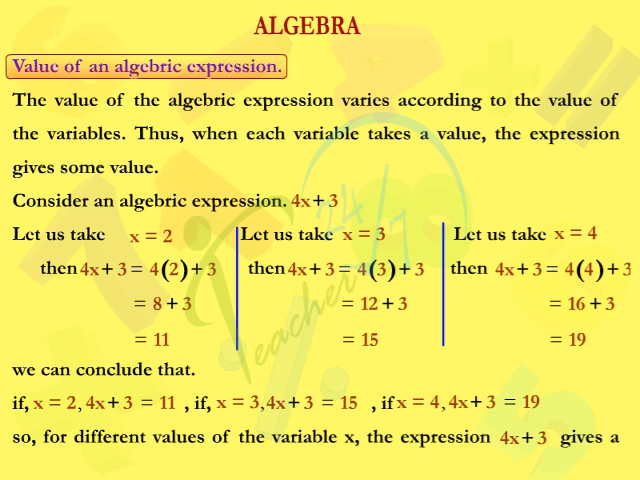 ALGEBRA
Value of an algebric expression.
The value of the algebric expression varies according to the value of
the variables. Thus, when each variable takes a value, the expression
gives some value.
Consider an algebric expression. 4x + 3
Let us take x = 2 Let us take x = 3 Let us take x = 4
then 4x + 3 = 4(2) + 3 then 4x + 3 = 4(3) + 3 then 4x + 3 = 4(4) + 3
= 8 + 3 = 12 + 3 = 16 + 3
= 11 = 15 = 19
we can conclude that.
if, x = 2, 4x + 3 = 11 , if, x = 3, 4x + 3 = 15 , if x = 4, 4x + 3 = 19
so, for different values of the variable x, the expression 4x + 3 gives a
Teacher 24/7